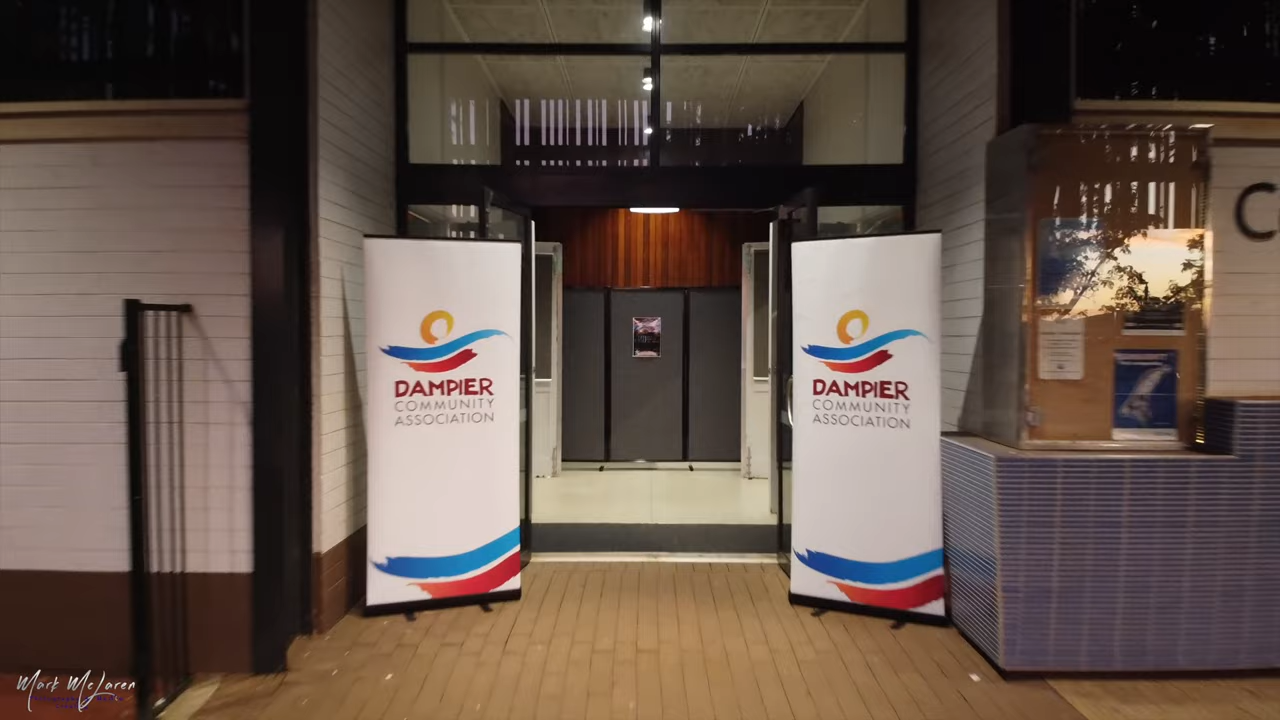 DAMPIER
COMMUNITY
ASSOCIATION
DAMPIER
COMMUNITY
ASSOCIATION
C
Mark McLaren